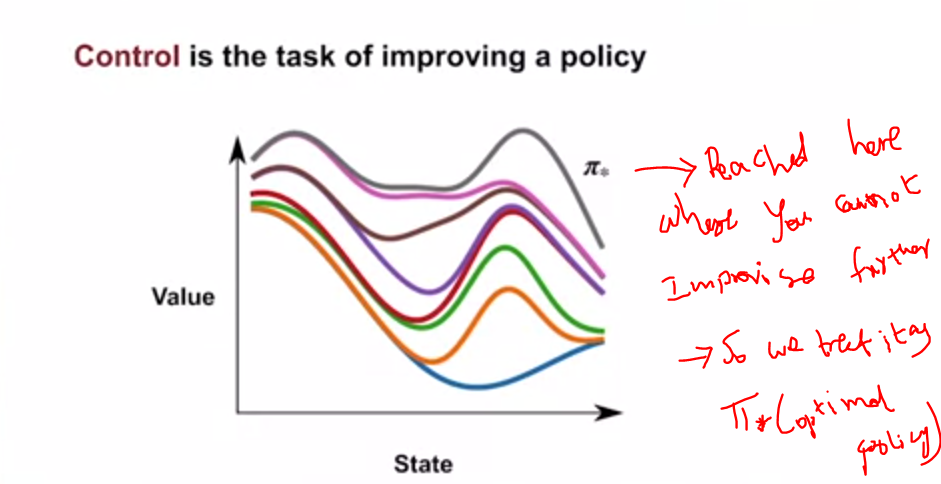 Control is the task of improving a policy
π*
→ Reached here
where you cannot
Improvise further
Value
→ So we treat it as
π* (optimal
policy)
State